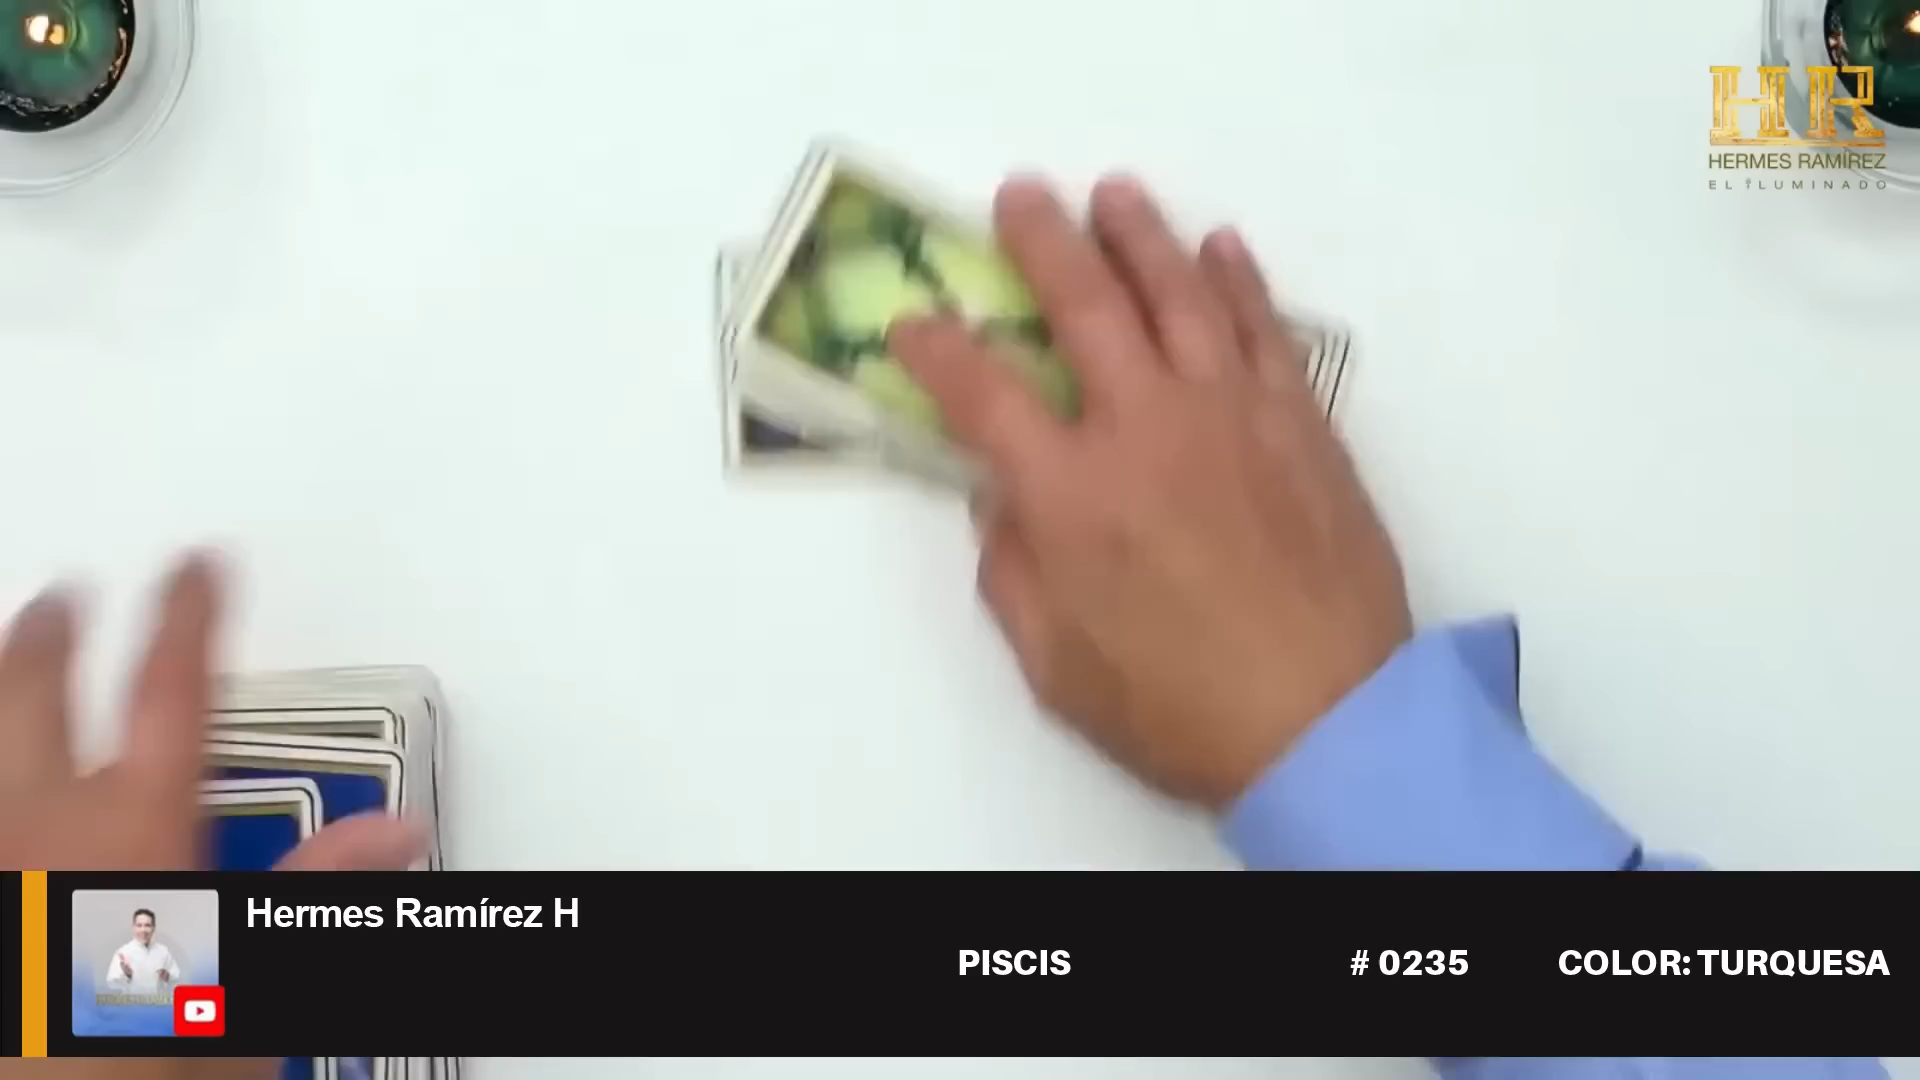 HR
HERMES RAMÍREZ
EL ILUMINADO
Hermes Ramírez H
PISCIS # 0235 COLOR: TURQUESA